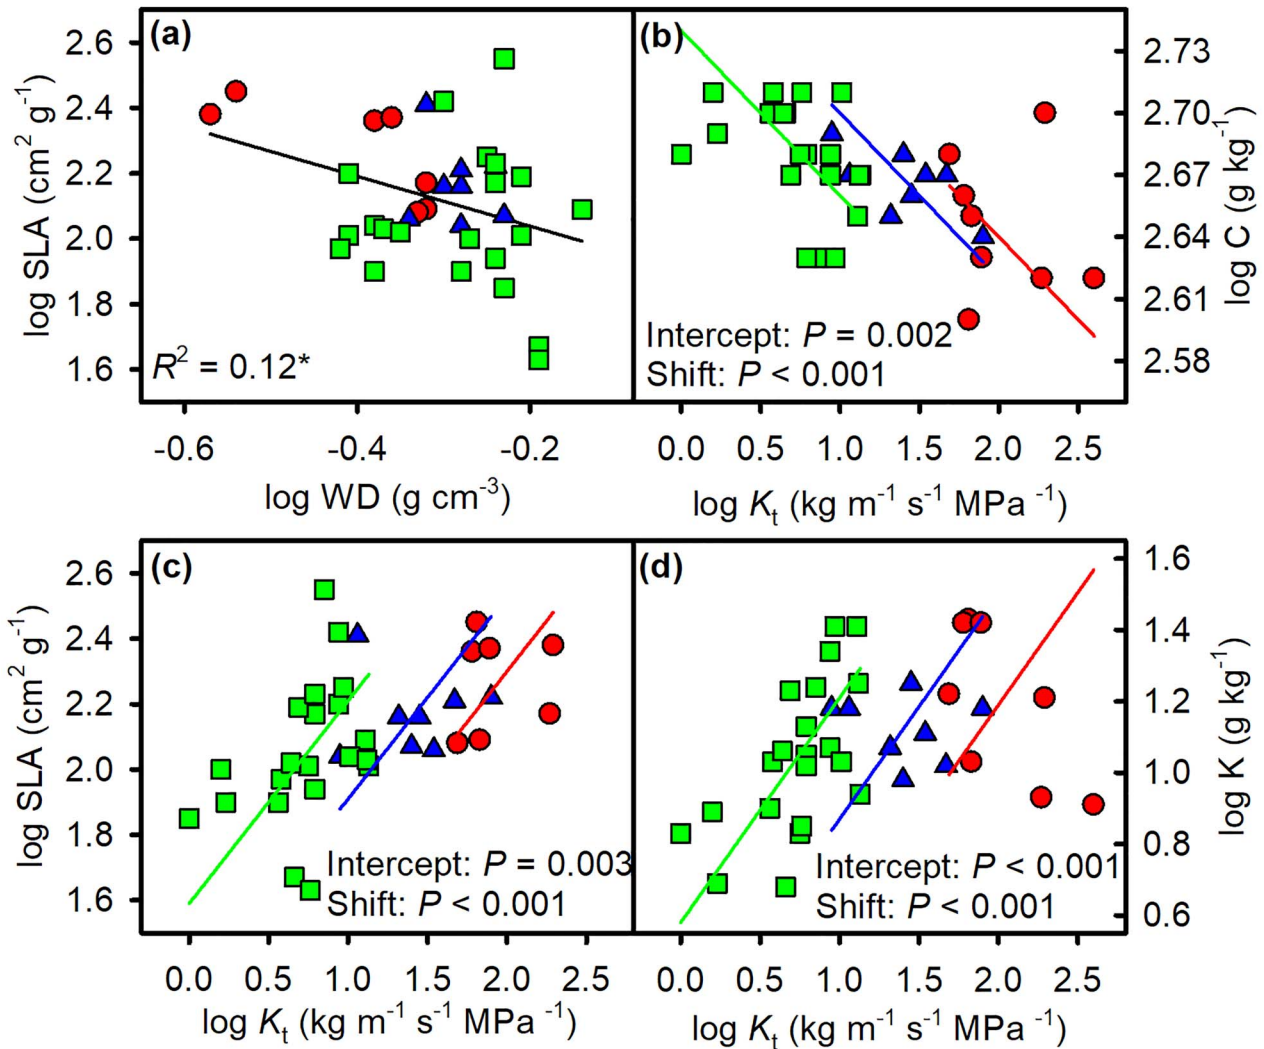 (a)
2.6
2.4
2.2
2.0
1.8
1.6
log SLA (cm² g⁻¹)
R² = 0.12*
-0.6 -0.4 -0.2
log WD (g cm⁻³)
(b)
2.73
2.70
2.67
2.64
2.61
2.58
log C (g kg⁻¹)
Intercept: P = 0.002
Shift: P < 0.001
0.0 0.5 1.0 1.5 2.0 2.5
log Kₜ (kg m⁻¹ s⁻¹ MPa ⁻¹)
(c)
2.6
2.4
2.2
2.0
1.8
1.6
log SLA (cm² g⁻¹)
Intercept: P = 0.003
Shift: P < 0.001
0.0 0.5 1.0 1.5 2.0 2.5
log Kₜ (kg m⁻¹ s⁻¹ MPa ⁻¹)
(d)
1.6
1.4
1.2
1.0
0.8
0.6
log K (g kg⁻¹)
Intercept: P < 0.001
Shift: P < 0.001
0.0 0.5 1.0 1.5 2.0 2.5
log Kₜ (kg m⁻¹ s⁻¹ MPa ⁻¹)